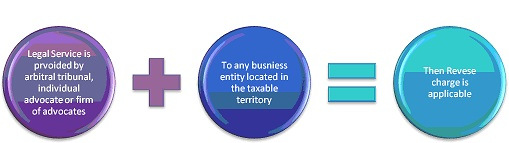 Legal Service is
prvoided by
arbitral tribunal,
individual
advocate or firm
of advocates
To any busniess
entity located in
the taxable
territory
Then Revese
charge is
applicable